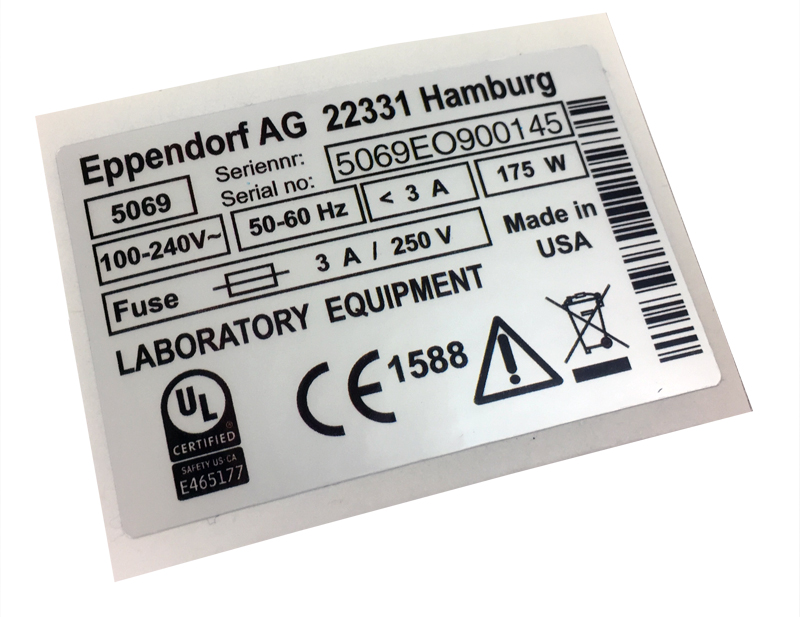 Eppendorf AG 22331 Hamburg
5069 Seriennr: Serial no: 5069EO900145
100-240V~ 50-60 Hz < 3 A 175 W
Fuse 3 A / 250 V Made in USA
LABORATORY EQUIPMENT
UL CE 1588
®
CERTIFIED
SAFETY US-CA
E465177